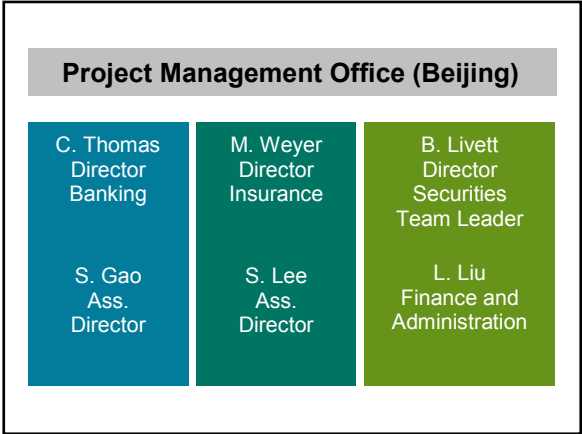 Project Management Office (Beijing)
C. Thomas
Director
Banking
S. Gao
Ass.
Director
M. Weyer
Director
Insurance
S. Lee
Ass.
Director
B. Livett
Director
Securities
Team Leader
L. Liu
Finance and
Administration